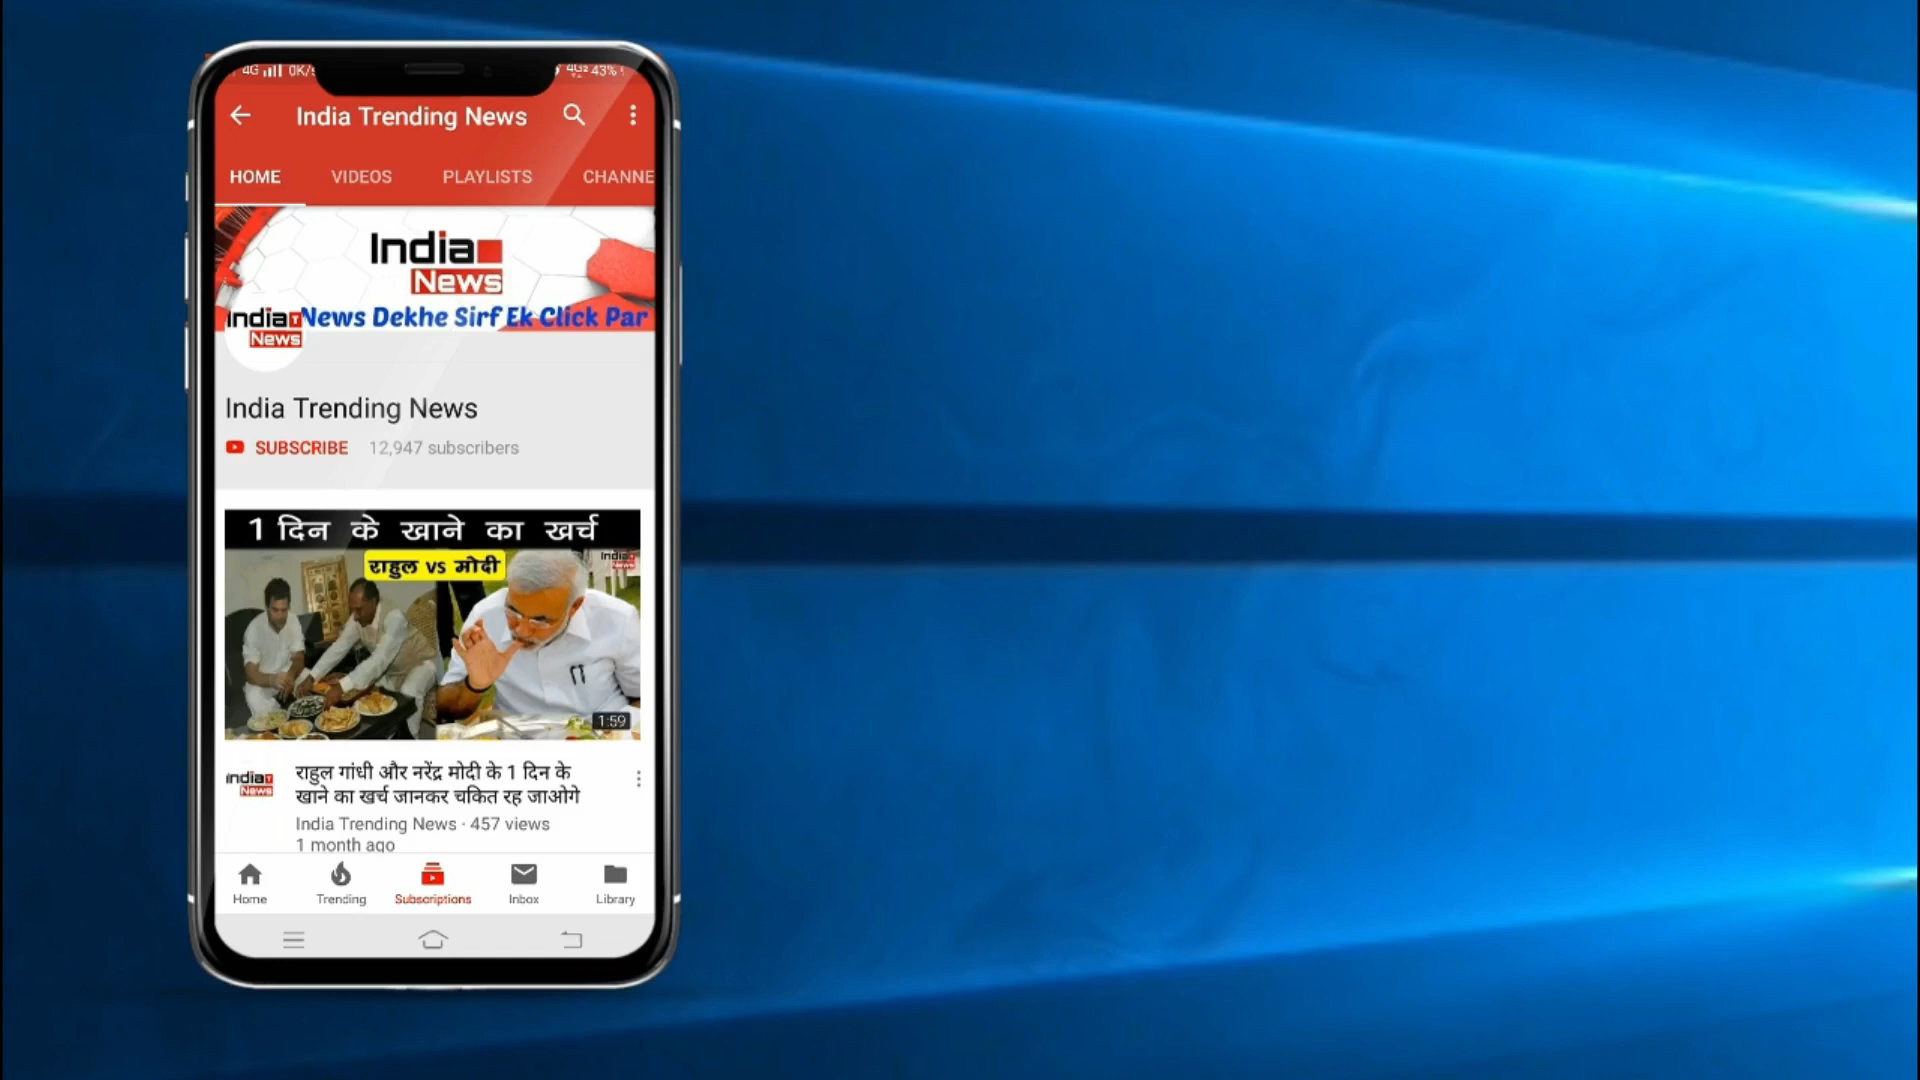 4G 0K/s 4G 43%
India Trending News
HOME VIDEOS PLAYLISTS CHANNE
India
News
News Dekhe Sirf Ek Click Par
India T
News
India Trending News
SUBSCRIBE 12,947 subscribers
1 दिन के खाने का खर्च
राहुल vs मोदी
India T
News
1:59
India T
News
राहुल गांधी और नरेंद्र मोदी के 1 दिन के
खाने का खर्च जानकर चकित रह जाओगे
India Trending News · 457 views
1 month ago
Home Trending Subscriptions Inbox Library